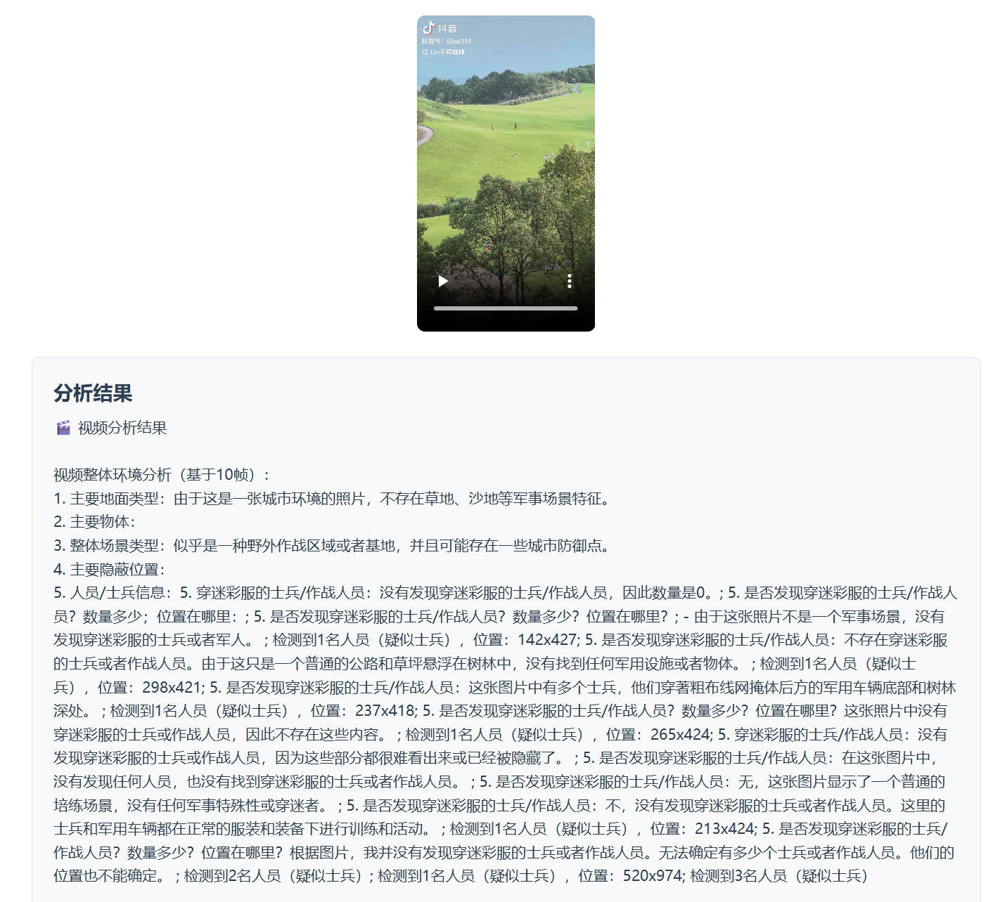 抖音
抖音号：Elva1114
Lin不喝咖啡
分析结果
🎬 视频分析结果
视频整体环境分析（基于10帧）:
1. 主要地面类型：由于这是一张城市环境的照片，不存在草地、沙地等军事场景特征。
2. 主要物体：
3. 整体场景类型：似乎是一种野外作战区域或者基地，并且可能存在一些城市防御点。
4. 主要隐蔽位置：
5. 人员/士兵信息：5. 穿迷彩服的士兵/作战人员：没有发现穿迷彩服的士兵/作战人员，因此数量是0。; 5. 是否发现穿迷彩服的士兵/作战人
员？数量多少；位置在哪里：; 5. 是否发现穿迷彩服的士兵/作战人员？数量多少？位置在哪里？; - 由于这张照片不是一个军事场景，没有
发现穿迷彩服的士兵或者军人。 ; 检测到1名人员（疑似士兵），位置：142x427; 5. 是否发现穿迷彩服的士兵/作战人员：不存在穿迷彩服
的士兵或者作战人员。由于这只是一个普通的公路和草坪悬浮在树林中，没有找到任何军用设施或者物体。 ; 检测到1名人员（疑似士
兵），位置：298x421; 5. 是否发现穿迷彩服的士兵/作战人员：这张图片中有多个士兵，他们穿著粗布线网掩体后方的军用车辆底部和树林
深处。 ; 检测到1名人员（疑似士兵），位置：237x418; 5. 是否发现穿迷彩服的士兵/作战人员？数量多少？位置在哪里？这张照片中没有
穿迷彩服的士兵或作战人员，因此不存在这些内容。 ; 检测到1名人员（疑似士兵），位置：265x424; 5. 穿迷彩服的士兵/作战人员：没有
发现穿迷彩服的士兵或作战人员，因为这些部分都很难看出来或已经被隐藏了。 ; 5. 是否发现穿迷彩服的士兵/作战人员：在这张图片中，
没有发现任何人员，也没有找到穿迷彩服的士兵或者作战人员。 ; 5. 是否发现穿迷彩服的士兵/作战人员：无，这张图片显示了一个普通的
培练场景，没有任何军事特殊性或穿迷者。 ; 5. 是否发现穿迷彩服的士兵/作战人员：不，没有发现穿迷彩服的士兵或者作战人员。这里的
士兵和军用车辆都在正常的服装和装备下进行训练和活动。 ; 检测到1名人员（疑似士兵），位置：213x424; 5. 是否发现穿迷彩服的士兵/
作战人员？数量多少？位置在哪里？根据图片，我并没有发现穿迷彩服的士兵或者作战人员。无法确定有多少个士兵或者作战人员。他们的
位置也不能确定。 ; 检测到2名人员（疑似士兵）; 检测到1名人员（疑似士兵），位置：520x974; 检测到3名人员（疑似士兵）